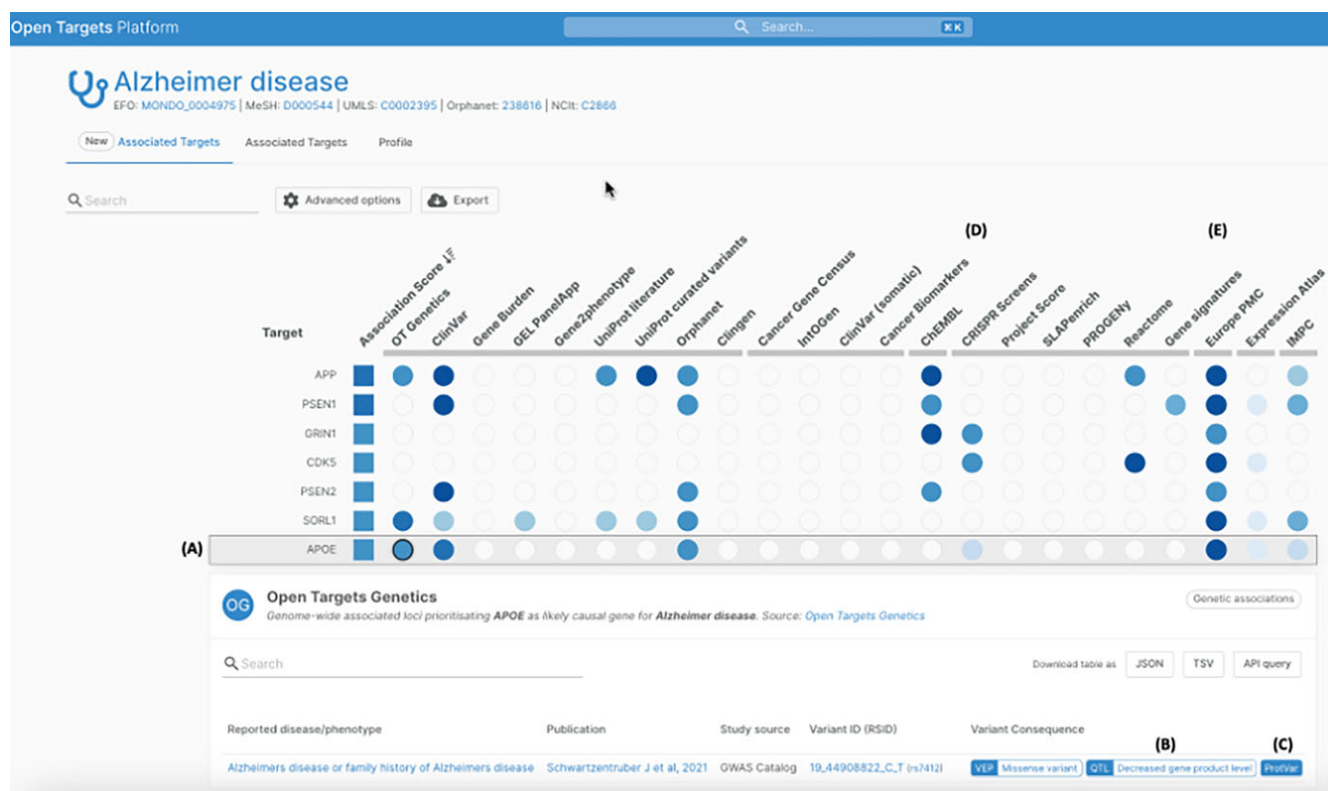 Open Targets Platform
Search...
⌘ K
Alzheimer disease
EFO: MONDO_0004975 | MeSH: D000544 | UMLS: C0002395 | Orphanet: 238616 | NCIt: C2866
New Associated Targets Associated Targets Profile
Search Advanced options Export
(D) (E)
Target
Association Score
OT Genetics
ClinVar
Gene Burden
GEL PanelApp
Gene2phenotype
UniProt literature
UniProt curated variants
Orphanet
Clingen
Cancer Gene Census
IntOGen
ClinVar (somatic)
Cancer Biomarkers
ChEMBL
CRISPR Screens
Project Score
SLAPenrich
PROGENy
Reactome
Gene signatures
Europe PMC
Expression Atlas
IMPC
APP
PSEN1
GRIN1
CDK5
PSEN2
SORL1
(A) APOE
OG
Open Targets Genetics
Genetic associations
Genome-wide associated loci prioritisating APOE as likely causal gene for Alzheimer disease. Source: Open Targets Genetics
Search
Download table as JSON TSV API query
Reported disease/phenotype Publication Study source Variant ID (RSID) Variant Consequence
(B) (C)
Alzheimers disease or family history of Alzheimers disease Schwartzentruber J et al, 2021 GWAS Catalog 19_44908822_C_T (rs7412) VEP Missense variant QTL Decreased gene product level ProtVar